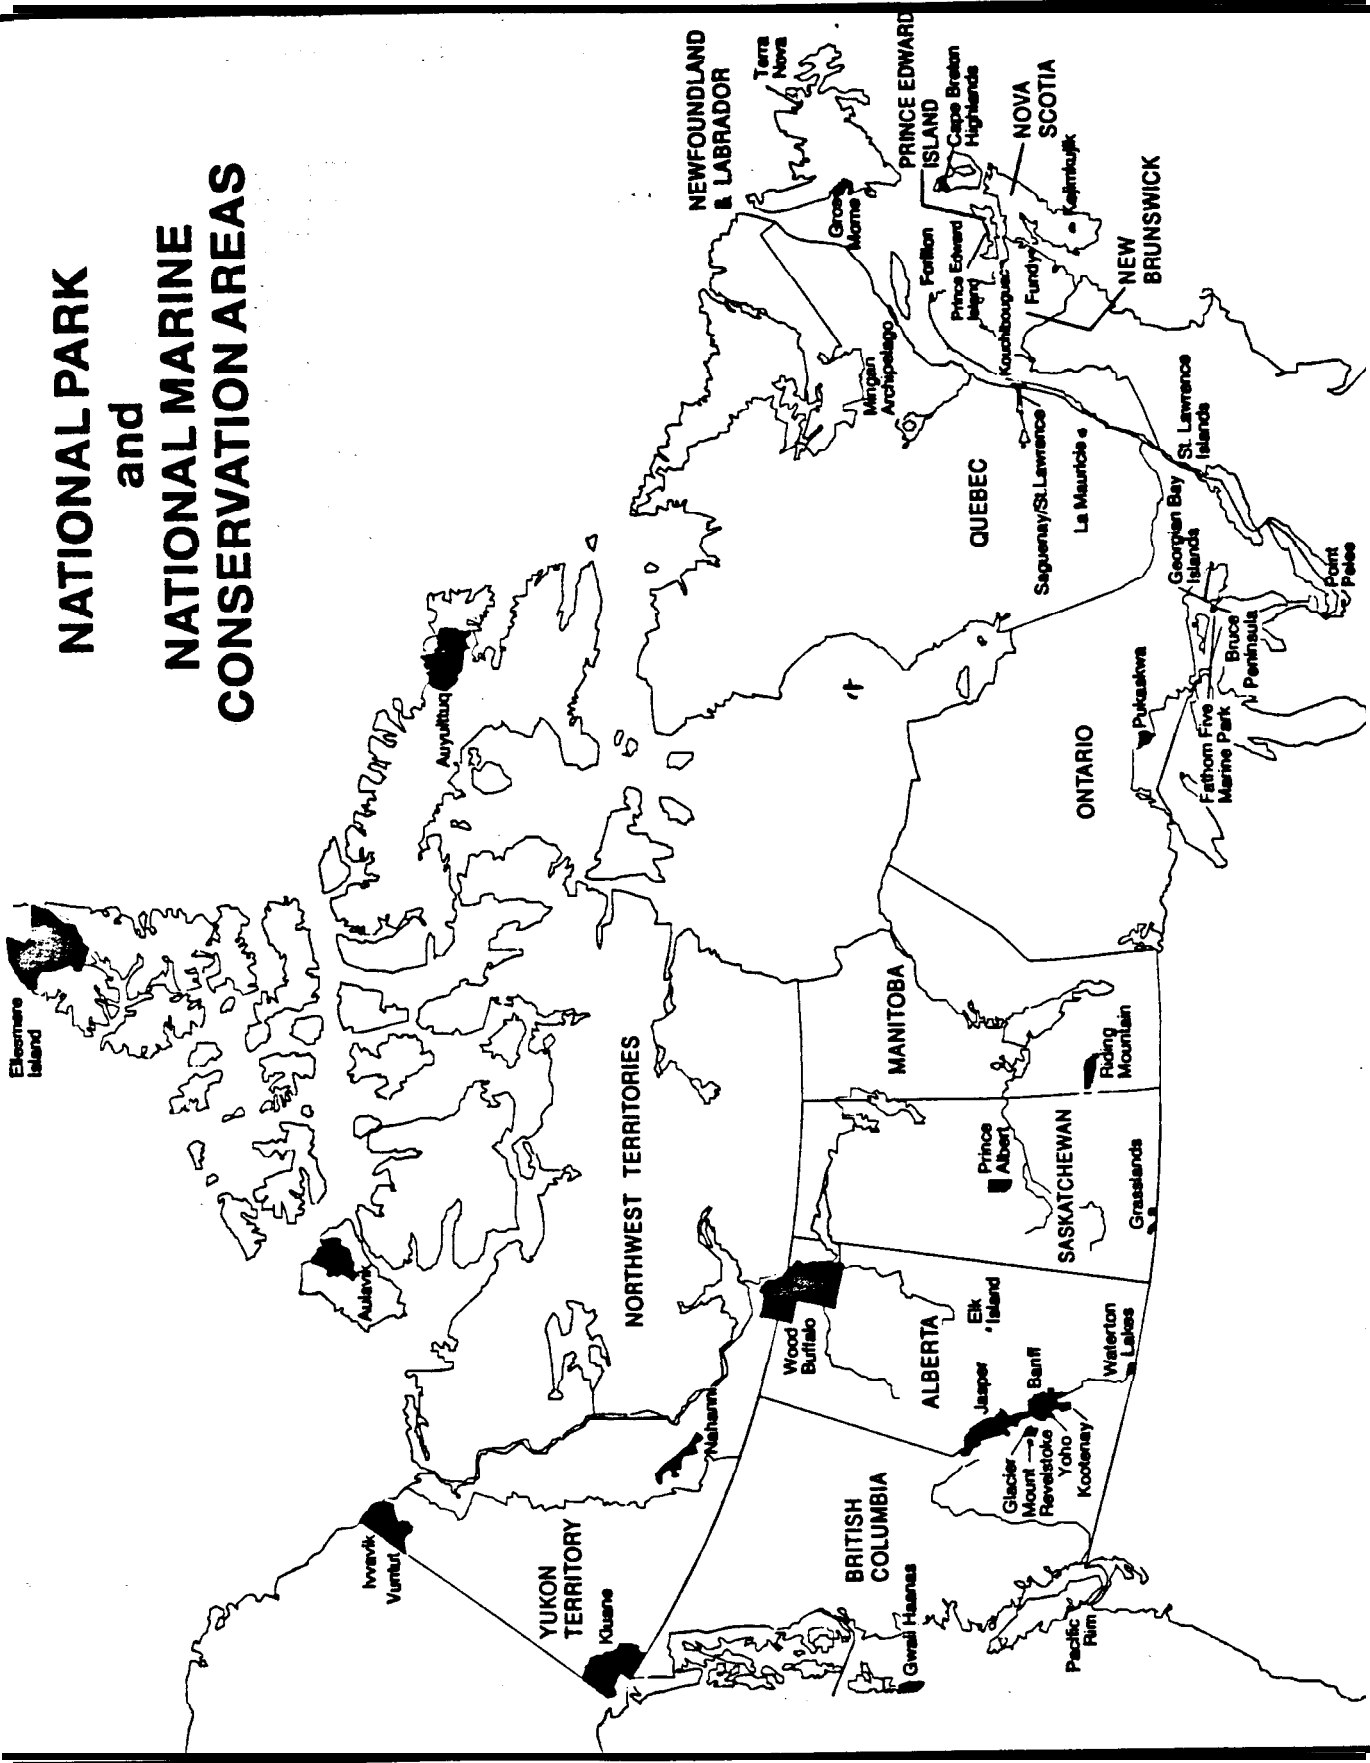 NATIONAL PARK
and
NATIONAL MARINE
CONSERVATION AREAS
Ellesmere
Island
Auyuittuq
Aulavik
Ivvavik
Vuntut
YUKON
TERRITORY
Kluane
NORTHWEST TERRITORIES
Nahanni
NEWFOUNDLAND
& LABRADOR
Terra
Nova
Gros
Morne
PRINCE EDWARD
ISLAND
Cape Breton
Highlands
NOVA
SCOTIA
Kejimkujik
NEW
BRUNSWICK
Forillon
Prince Edward
Island
Kouchibouguac
Fundy
Mingan
Archipelago
QUEBEC
Saguenay/St.Lawrence
La Mauricie
St. Lawrence
Islands
Georgian Bay
Islands
Point
Pelee
Bruce
Peninsula
Fathom Five
Marine Park
Pukaskwa
ONTARIO
MANITOBA
Riding
Mountain
SASKATCHEWAN
Prince
Albert
Grasslands
Wood
Buffalo
ALBERTA
Elk
Island
Waterton
Lakes
Jasper
Banff
Glacier
Mount
Revelstoke
Yoho
Kootenay
BRITISH
COLUMBIA
Gwaii Haanas
Pacific
Rim